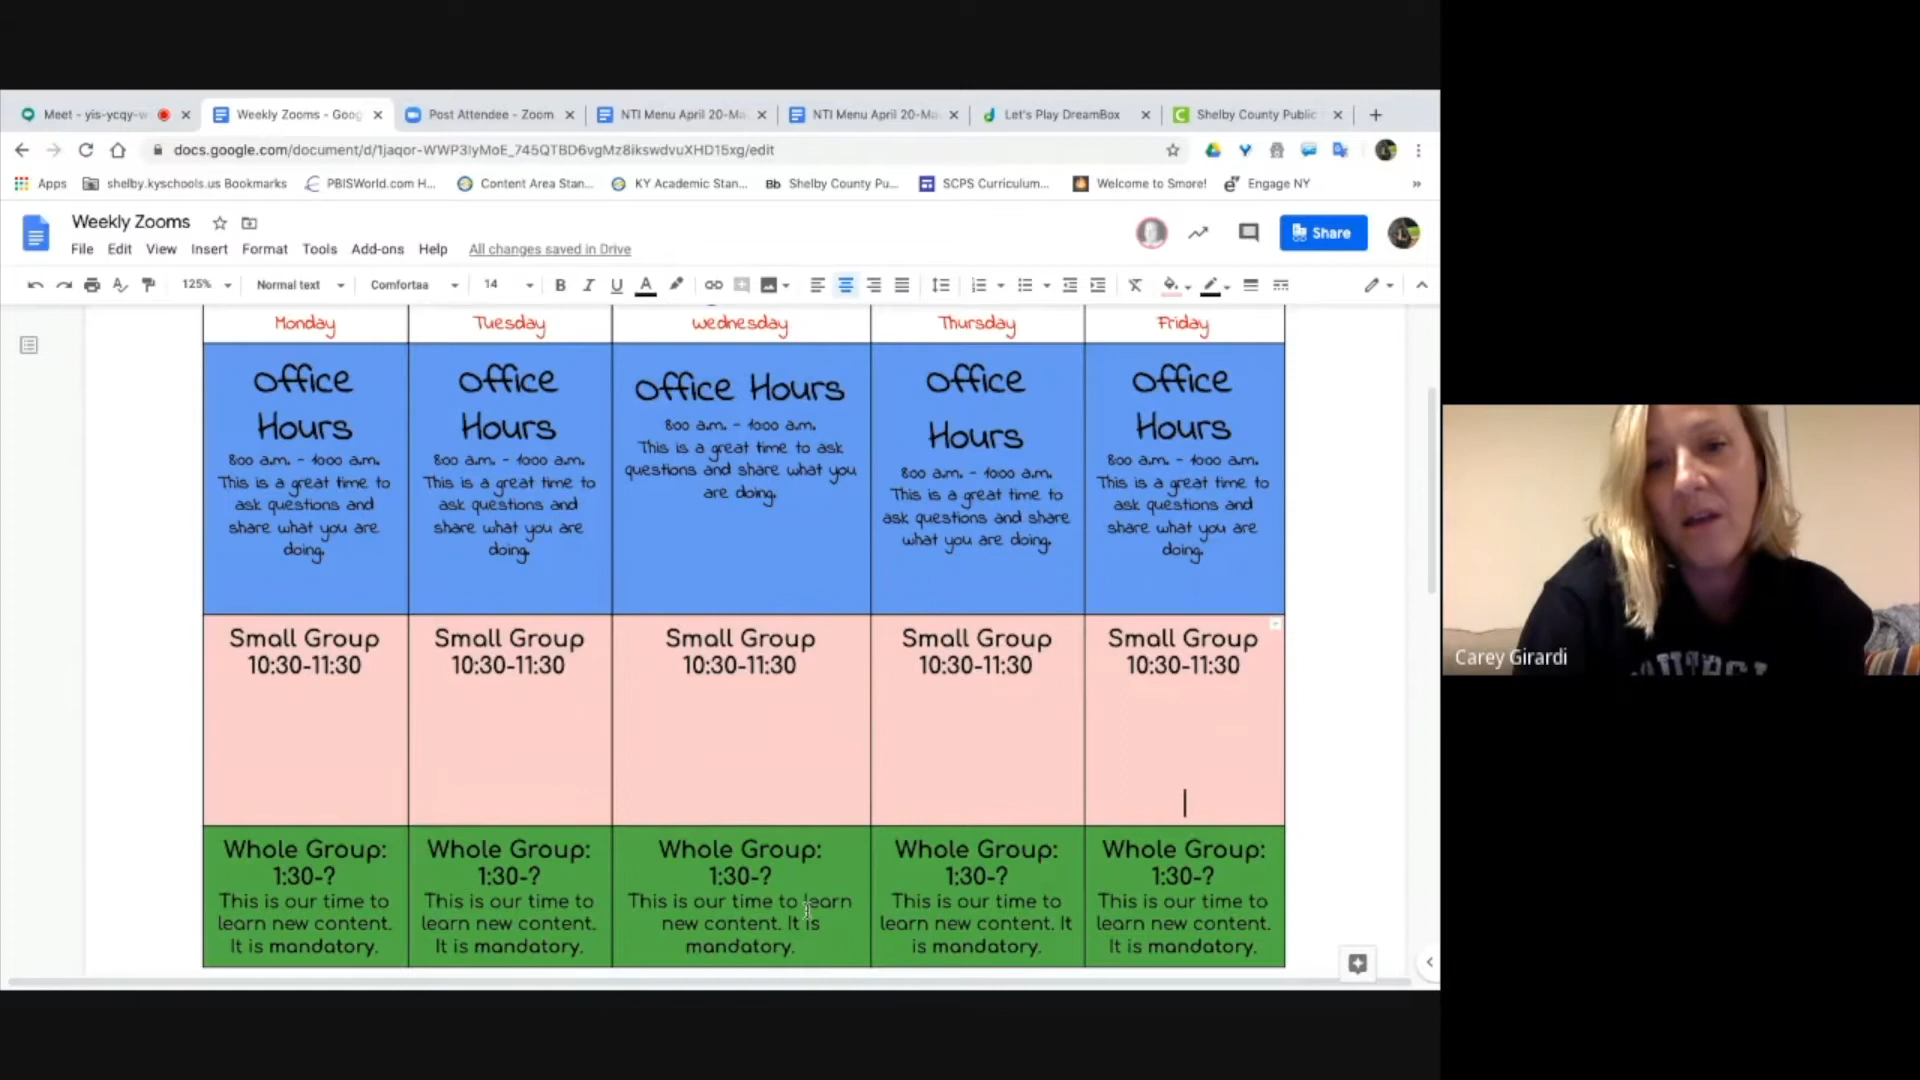 Meet - yis-ycqy-w
Weekly Zooms - Goog
Post Attendee - Zoom
NTI Menu April 20-Ma
NTI Menu April 20-Ma
Let's Play DreamBox
Shelby County Public
docs.google.com/document/d/1jaqor-WWP3IyMoE_745QTBD6vgMz8ikswdvuXHD15xg/edit
Apps
shelby.kyschools.us Bookmarks
PBISWorld.com H...
Content Area Stan...
KY Academic Stan...
Bb Shelby County Pu...
SCPS Curriculum...
Welcome to Smore!
Engage NY
Weekly Zooms
Share
File Edit View Insert Format Tools Add-ons Help All changes saved in Drive
125% Normal text Comfortaa 14 B I U A
Monday
Tuesday
Wednesday
Thursday
Friday
Office
Hours
8:00 a.m. - 10:00 a.m.
This is a great time to
ask questions and
share what you are
doing.
Office
Hours
8:00 a.m. - 10:00 a.m.
This is a great time to
ask questions and
share what you are
doing.
Office Hours
8:00 a.m. - 10:00 a.m.
This is a great time to ask
questions and share what you
are doing.
Office
Hours
8:00 a.m. - 10:00 a.m.
This is a great time to
ask questions and share
what you are doing.
Office
Hours
8:00 a.m. - 10:00 a.m.
This is a great time to
ask questions and
share what you are
doing.
Small Group
10:30-11:30
Small Group
10:30-11:30
Small Group
10:30-11:30
Small Group
10:30-11:30
Small Group
10:30-11:30
Whole Group:
1:30-?
This is our time to
learn new content.
It is mandatory.
Whole Group:
1:30-?
This is our time to
learn new content.
It is mandatory.
Whole Group:
1:30-?
This is our time to learn
new content. It is
mandatory.
Whole Group:
1:30-?
This is our time to
learn new content. It
is mandatory.
Whole Group:
1:30-?
This is our time to
learn new content.
It is mandatory.
Carey Girardi